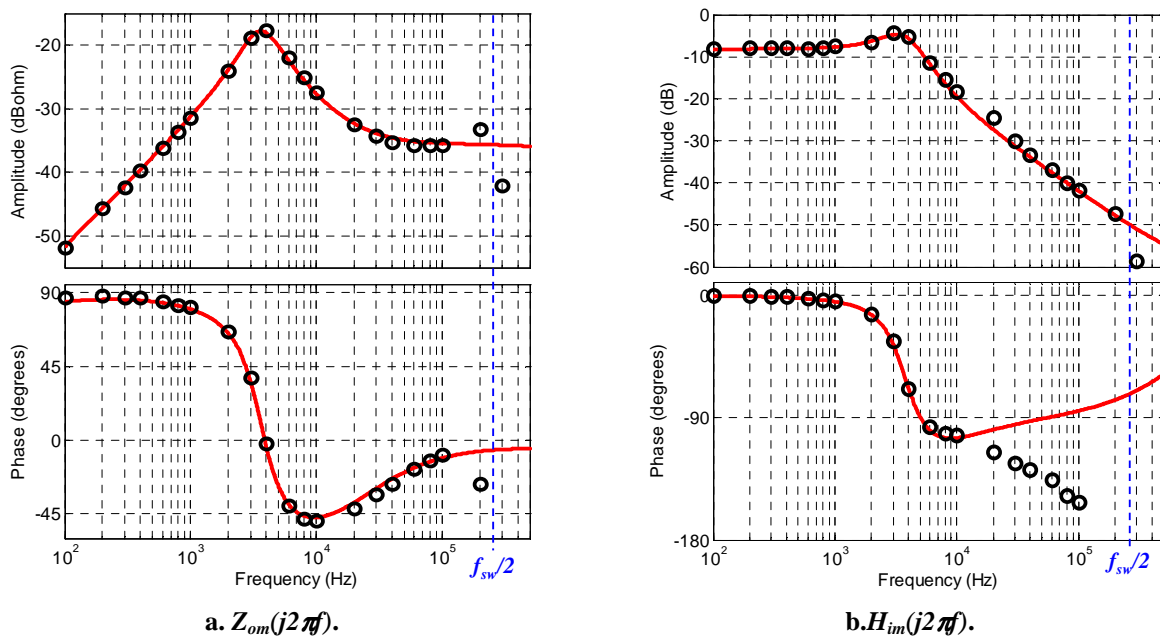 Amplitude (dBohm)
-20
-30
-40
-50
Phase (degrees)
90
45
0
-45
10^2
10^3
10^4
10^5
Frequency (Hz)
f_sw/2
a. Z_om(j2πf).
Amplitude (dB)
0
-10
-20
-30
-40
-50
-60
Phase (degrees)
0
-90
-180
10^2
10^3
10^4
10^5
Frequency (Hz)
f_sw/2
b.H_im(j2πf).